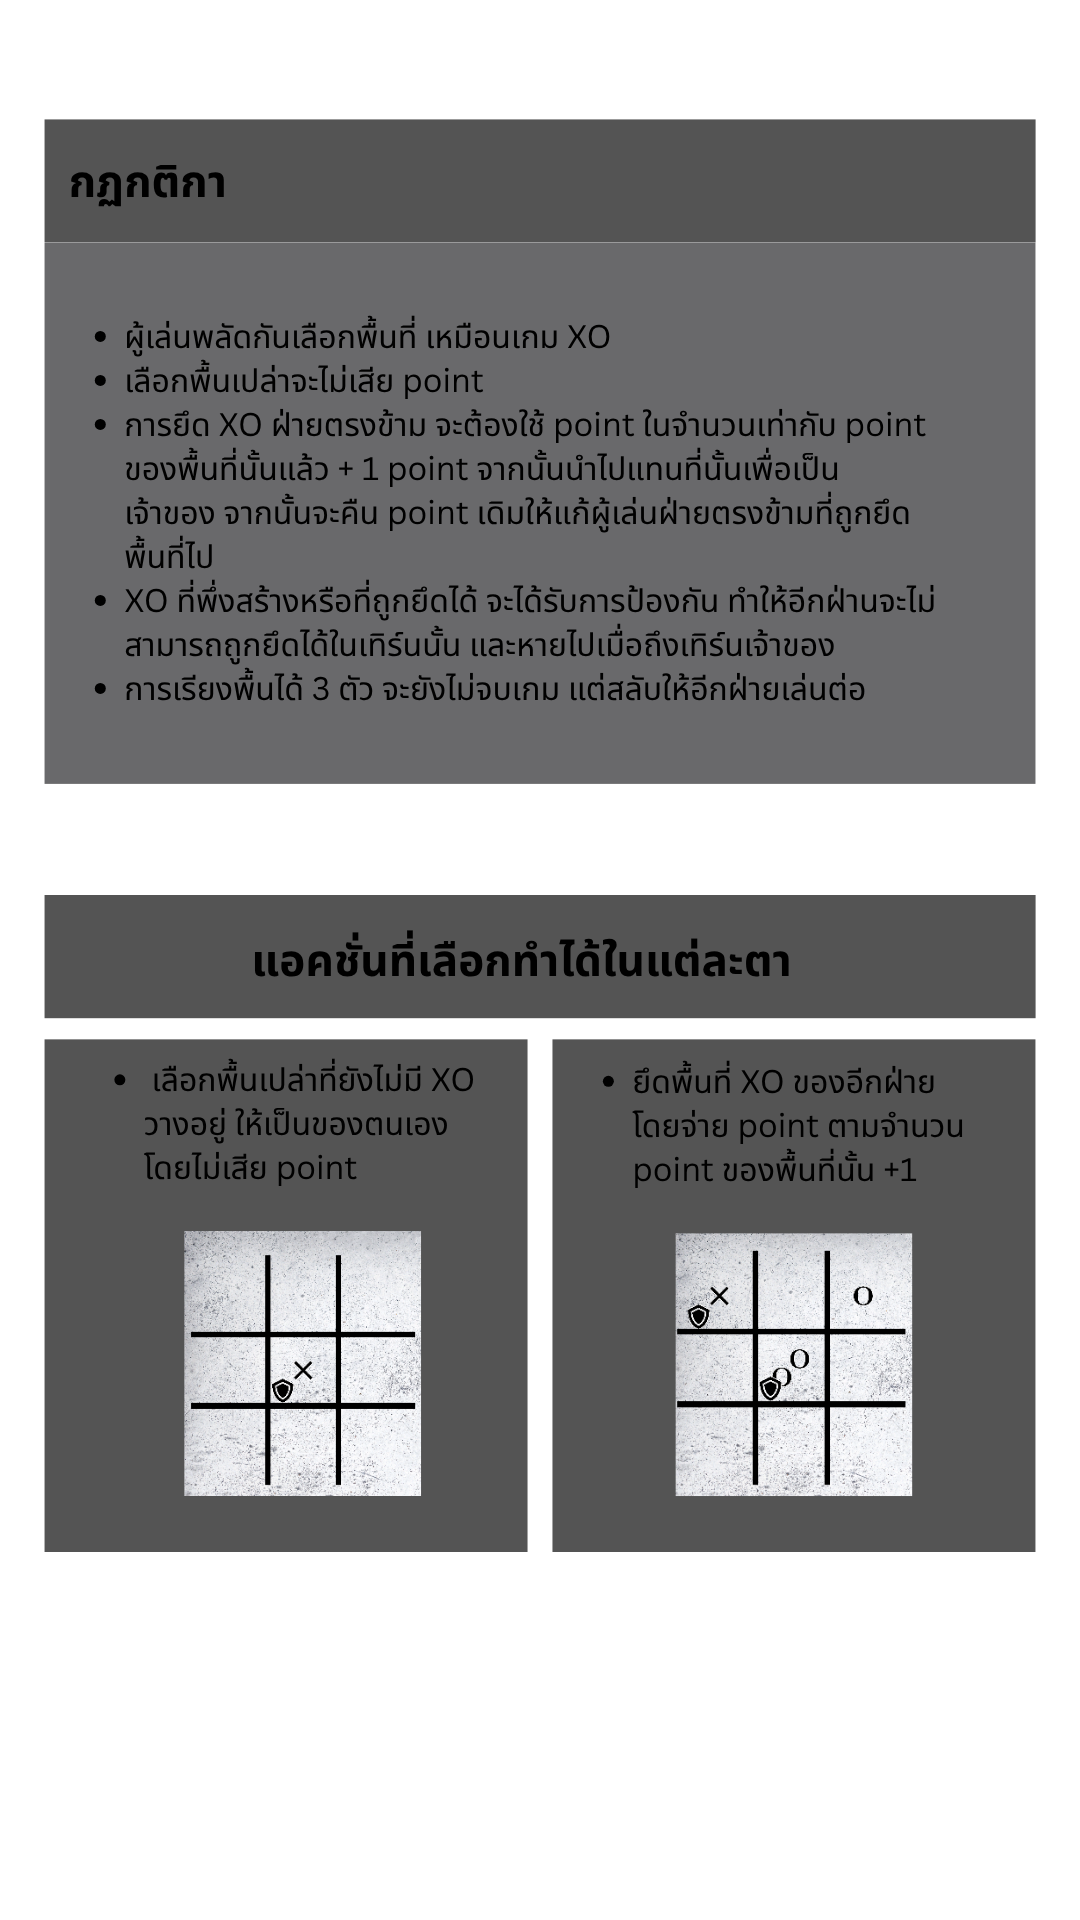 กฏกติกา
• ผู้เล่นพลัดกันเลือกพื้นที่ เหมือนเกม XO
• เลือกพื้นเปล่าจะไม่เสีย point
• การยึด XO ฝ่ายตรงข้าม จะต้องใช้ point ในจำนวนเท่ากับ point
ของพื้นที่นั้นแล้ว + 1 point จากนั้นนำไปแทนที่นั้นเพื่อเป็น
เจ้าของ จากนั้นจะคืน point เดิมให้แก้ผู้เล่นฝ่ายตรงข้ามที่ถูกยึด
พื้นที่ไป
• XO ที่พึ่งสร้างหรือที่ถูกยึดได้ จะได้รับการป้องกัน ทำให้อีกฝ่านจะไม่
สามารถถูกยึดได้ในเทิร์นนั้น และหายไปเมื่อถึงเทิร์นเจ้าของ
• การเรียงพื้นได้ 3 ตัว จะยังไม่จบเกม แต่สลับให้อีกฝ่ายเล่นต่อ
แอคชั่นที่เลือกทำได้ในแต่ละตา
• เลือกพื้นเปล่าที่ยังไม่มี XO
วางอยู่ ให้เป็นของตนเอง
โดยไม่เสีย point
X
• ยึดพื้นที่ XO ของอีกฝ่าย
โดยจ่าย point ตามจำนวน
point ของพื้นที่นั้น +1
X O
O
O